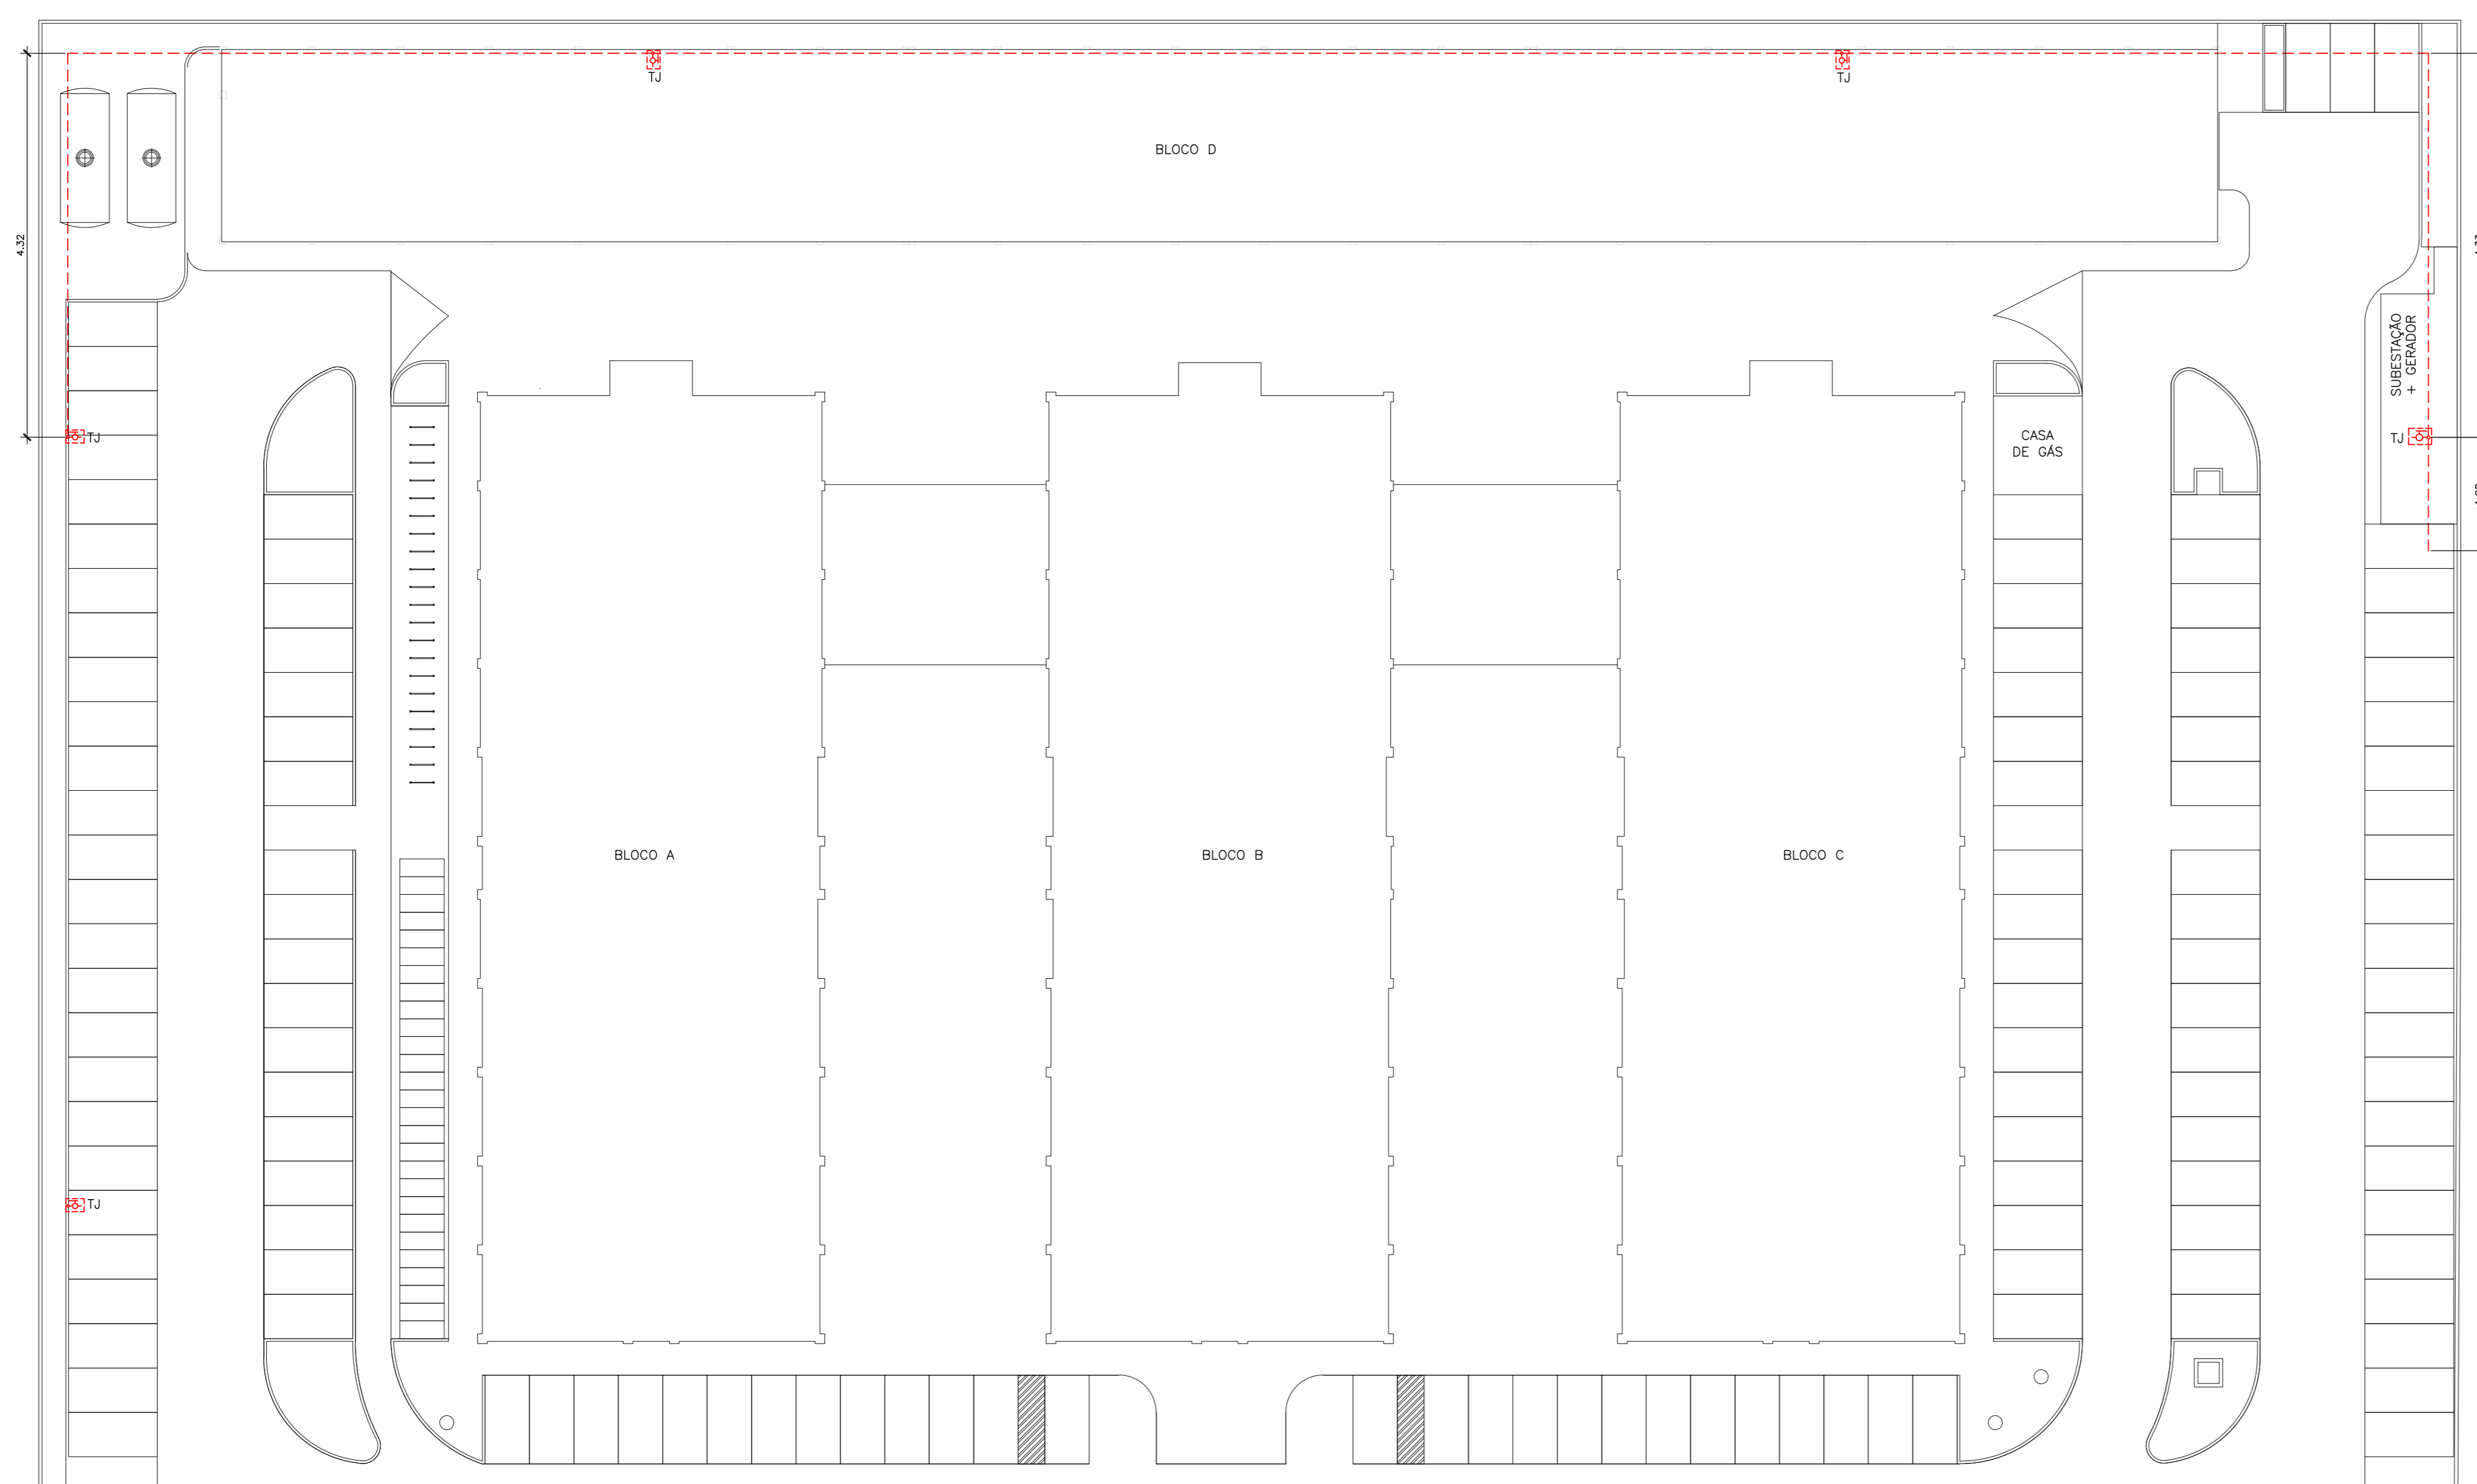 TJ
TJ
BLOCO D
4.32
SUBESTAÇÃO
+ GERADOR
TJ
TJ
CASA
DE GÁS
BLOCO A
BLOCO B
BLOCO C
TJ